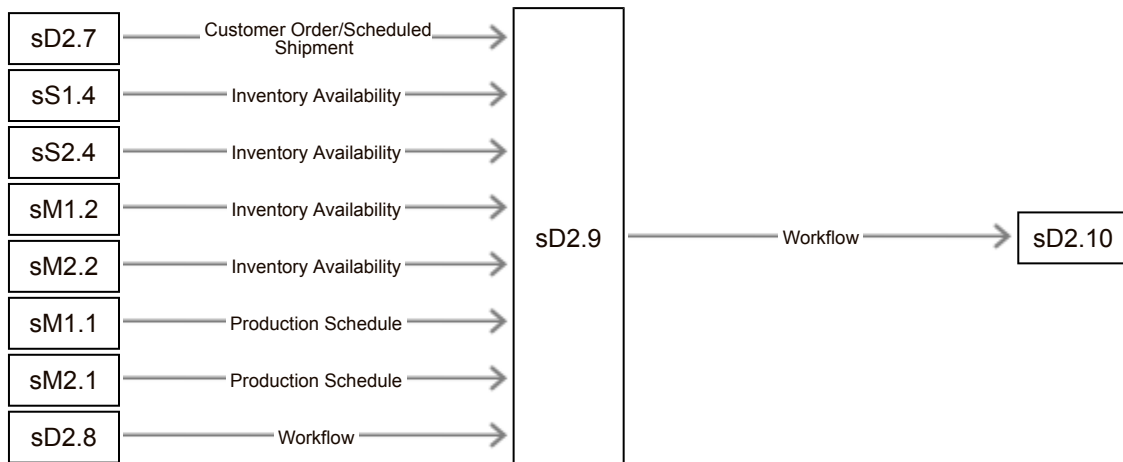 sD2.7
Customer Order/Scheduled
Shipment
sS1.4
Inventory Availability
sS2.4
Inventory Availability
sM1.2
Inventory Availability
sD2.9
Workflow
sD2.10
sM2.2
Inventory Availability
sM1.1
Production Schedule
sM2.1
Production Schedule
sD2.8
Workflow